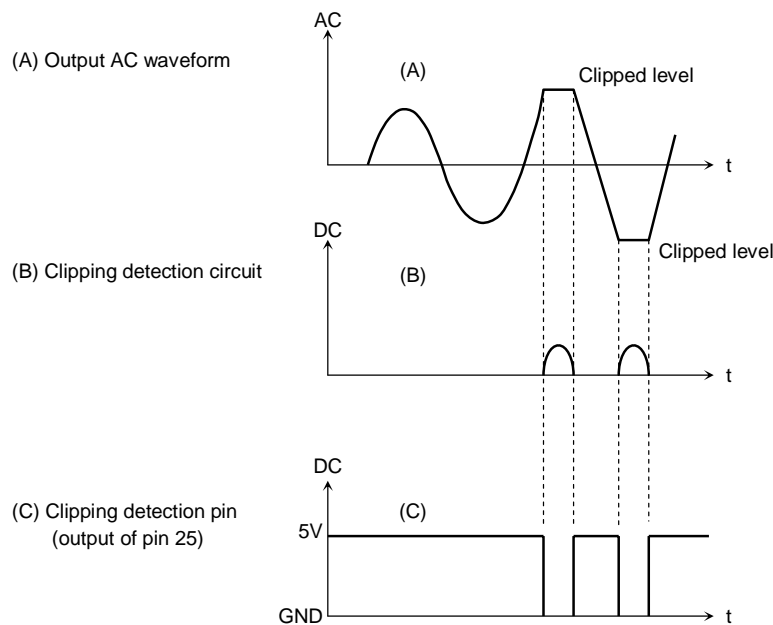 AC
(A) Output AC waveform
(A)
Clipped level
t
DC
Clipped level
(B) Clipping detection circuit
(B)
t
DC
(C) Clipping detection pin
(output of pin 25)
(C)
5V
GND
t